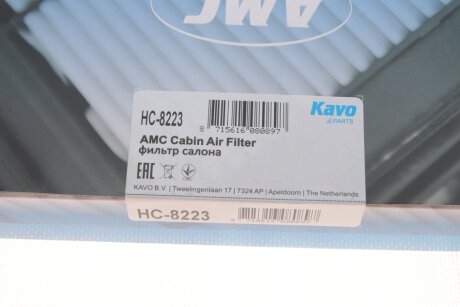 AMC
HC-8223
8 715616 080897
Kavo
PARTS
AMC Cabin Air Filter
фильтр салона
EAC
KAVO B.V. | Tweelingenlaan 17 | 7324 AP | Apeldoorn | The Netherlands
HC-8223